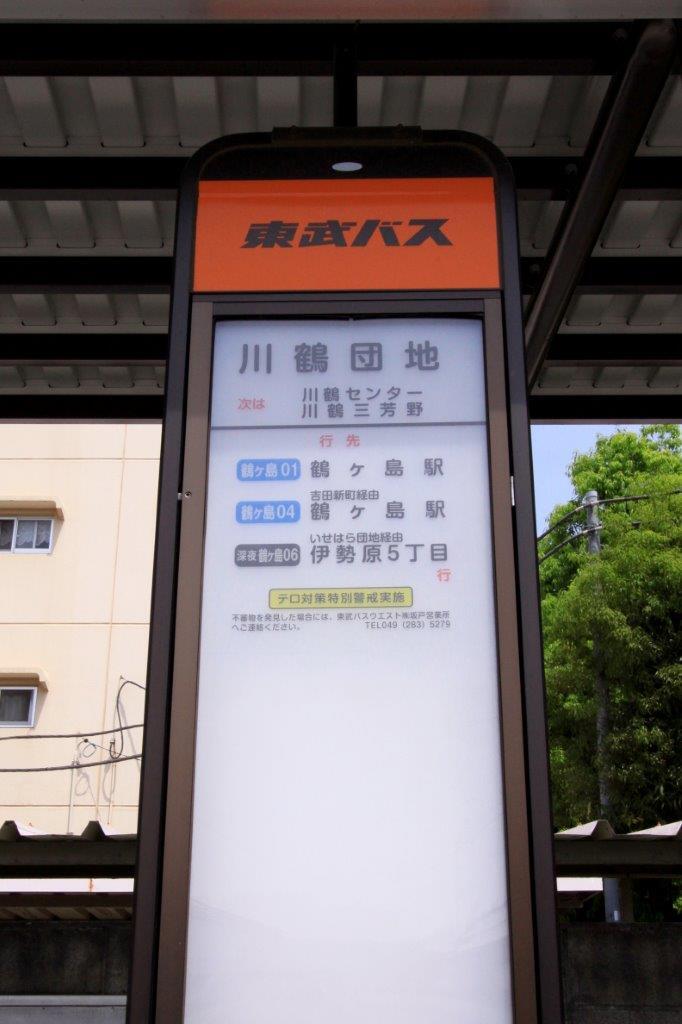 東武バス
川鶴団地
次は 川鶴センター
川鶴三芳野
行先
鶴ヶ島01 鶴ヶ島駅
吉田新町経由
鶴ヶ島04 鶴ヶ島駅
いせはら団地経由
深夜鶴ヶ島06 伊勢原5丁目
行
テロ対策特別警戒実施
不審物を発見した場合には、東武バスウエスト㈱坂戸営業所
へご連絡ください。 TEL049 (283) 5279